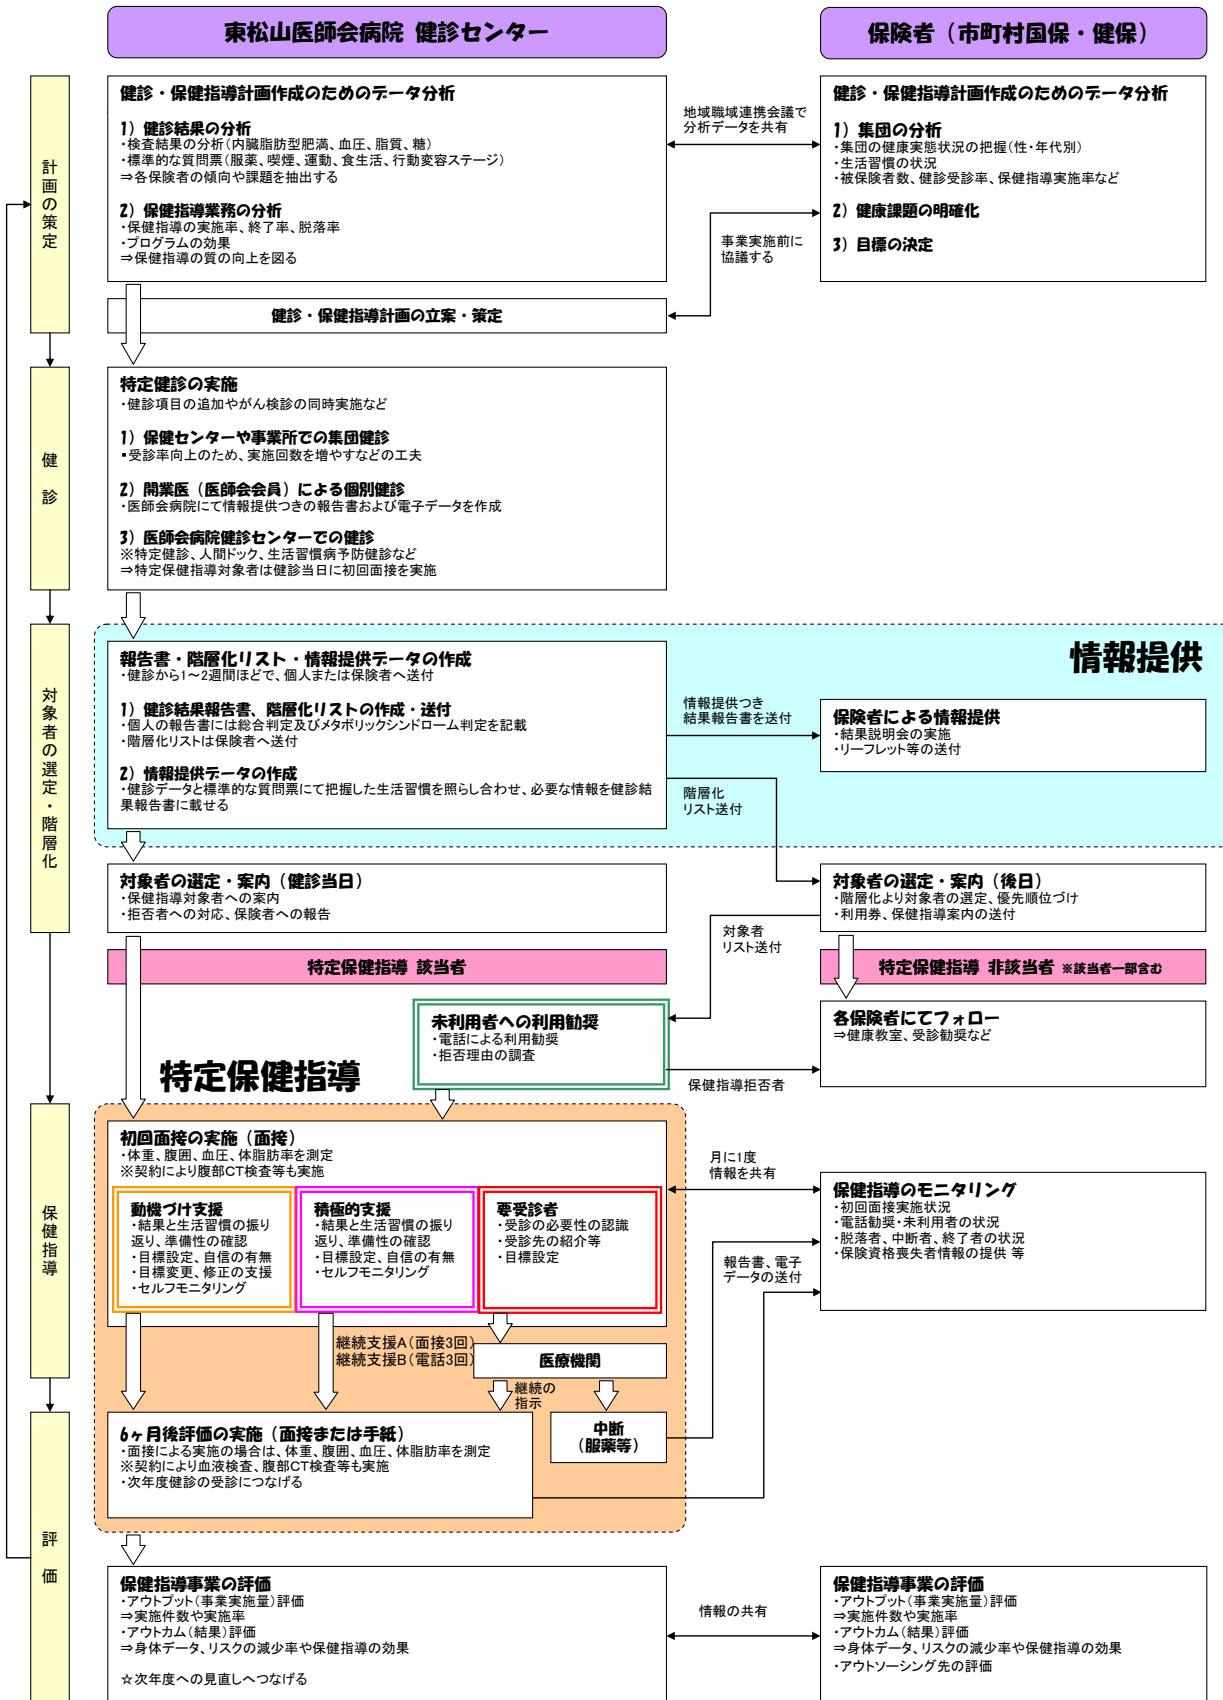 東松山医師会病院 健診センター
保険者（市町村国保・健保）
計画の策定
健診・保健指導計画作成のためのデータ分析
1）健診結果の分析
・検査結果の分析（内臓脂肪型肥満、血圧、脂質、糖）
・標準的な質問票（服薬、喫煙、運動、食生活、行動変容ステージ）
⇒各保険者の傾向や課題を抽出する
2）保健指導業務の分析
・保健指導の実施率、終了率、脱落率
・プログラムの効果
⇒保健指導の質の向上を図る
地域職域連携会議で
分析データを共有
事業実施前に
協議する
健診・保健指導計画作成のためのデータ分析
1）集団の分析
・集団の健康実態状況の把握（性・年代別）
・生活習慣の状況
・被保険者数、健診受診率、保健指導実施率など
2）健康課題の明確化
3）目標の決定
健診・保健指導計画の立案・策定
健 診
特定健診の実施
・健診項目の追加やがん検診の同時実施など
1）保健センターや事業所での集団健診
▪受診率向上のため、実施回数を増やすなどの工夫
2）開業医（医師会会員）による個別健診
・医師会病院にて情報提供つきの報告書および電子データを作成
3）医師会病院健診センターでの健診
※特定健診、人間ドック、生活習慣病予防健診など
⇒特定保健指導対象者は健診当日に初回面接を実施
対象者の選定・階層化
情報提供
報告書・階層化リスト・情報提供データの作成
・健診から1～2週間ほどで、個人または保険者へ送付
1）健診結果報告書、階層化リストの作成・送付
・個人の報告書には総合判定及びメタボリックシンドローム判定を記載
・階層化リストは保険者へ送付
2）情報提供データの作成
・健診データと標準的な質問票にて把握した生活習慣を照らし合わせ、必要な情報を健診結
果報告書に載せる
情報提供つき
結果報告書を送付
保険者による情報提供
・結果説明会の実施
・リーフレット等の送付
階層化
リスト送付
対象者の選定・案内（健診当日）
・保健指導対象者への案内
・拒否者への対応、保険者への報告
対象者の選定・案内（後日）
・階層化より対象者の選定、優先順位づけ
・利用券、保健指導案内の送付
対象者
リスト送付
特定保健指導 該当者
特定保健指導 非該当者 ※該当者一部含む
未利用者への利用勧奨
・電話による利用勧奨
・拒否理由の調査
各保険者にてフォロー
⇒健康教室、受診勧奨など
保健指導拒否者
特定保健指導
保健指導
初回面接の実施（面接）
・体重、腹囲、血圧、体脂肪率を測定
※契約により腹部CT検査等も実施
動機づけ支援
・結果と生活習慣の振り
返り、準備性の確認
・目標設定、自信の有無
・目標変更、修正の支援
・セルフモニタリング
積極的支援
・結果と生活習慣の振り
返り、準備性の確認
・目標設定、自信の有無
・セルフモニタリング
要受診者
・受診の必要性の認識
・受診先の紹介等
・目標設定
月に1度
情報を共有
保健指導のモニタリング
・初回面接実施状況
・電話勧奨・未利用者の状況
・脱落者、中断者、終了者の状況
・保険資格喪失者情報の提供 等
報告書、電子
データの送付
継続支援A（面接3回）
継続支援B（電話3回）
医療機関
継続の
指示
中断
（服薬等）
6ヶ月後評価の実施（面接または手紙）
・面接による実施の場合は、体重、腹囲、血圧、体脂肪率を測定
※契約により血液検査、腹部CT検査等も実施
・次年度健診の受診につなげる
評 価
保健指導事業の評価
・アウトプット（事業実施量）評価
⇒実施件数や実施率
・アウトカム（結果）評価
⇒身体データ、リスクの減少率や保健指導の効果
☆次年度への見直しへつなげる
情報の共有
保健指導事業の評価
・アウトプット（事業実施量）評価
⇒実施件数や実施率
・アウトカム（結果）評価
⇒身体データ、リスクの減少率や保健指導の効果
・アウトソーシング先の評価